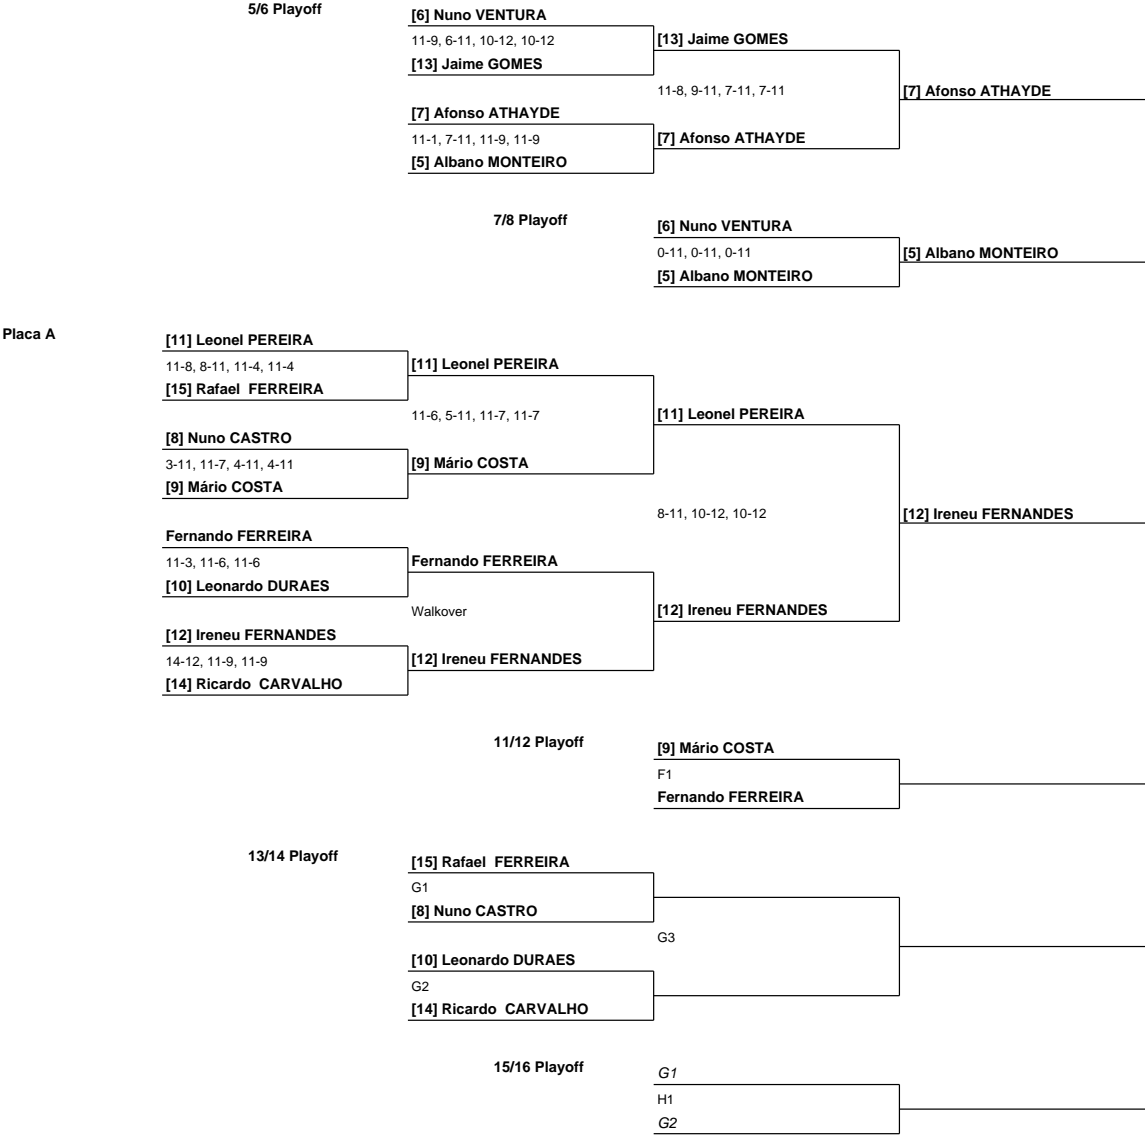 5/6 Playoff
[6] Nuno VENTURA
11-9, 6-11, 10-12, 10-12
[13] Jaime GOMES
[13] Jaime GOMES
11-8, 9-11, 7-11, 7-11
[7] Afonso ATHAYDE
[7] Afonso ATHAYDE
11-1, 7-11, 11-9, 11-9
[7] Afonso ATHAYDE
[5] Albano MONTEIRO
7/8 Playoff
[6] Nuno VENTURA
0-11, 0-11, 0-11
[5] Albano MONTEIRO
[5] Albano MONTEIRO
Placa A
[11] Leonel PEREIRA
11-8, 8-11, 11-4, 11-4
[11] Leonel PEREIRA
[15] Rafael  FERREIRA
11-6, 5-11, 11-7, 11-7
[11] Leonel PEREIRA
[8] Nuno CASTRO
3-11, 11-7, 4-11, 4-11
[9] Mário COSTA
[9] Mário COSTA
8-11, 10-12, 10-12
[12] Ireneu FERNANDES
Fernando FERREIRA
11-3, 11-6, 11-6
Fernando FERREIRA
[10] Leonardo DURAES
Walkover
[12] Ireneu FERNANDES
[12] Ireneu FERNANDES
14-12, 11-9, 11-9
[12] Ireneu FERNANDES
[14] Ricardo  CARVALHO
11/12 Playoff
[9] Mário COSTA
F1
Fernando FERREIRA
13/14 Playoff
[15] Rafael  FERREIRA
G1
[8] Nuno CASTRO
G3
[10] Leonardo DURAES
G2
[14] Ricardo  CARVALHO
15/16 Playoff
G1
H1
G2